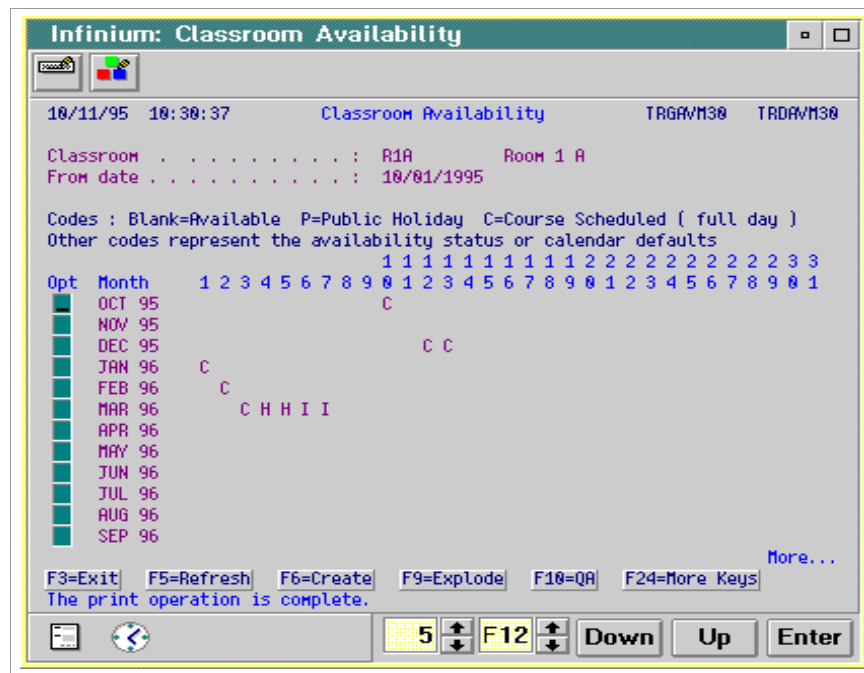 Infinium: Classroom Availability
10/11/95 10:30:37 Classroom Availability TRGAVM30 TRDAVM30
Classroom . . . . . . . . . . : R1A Room 1 A
From date . . . . . . . . . . . : 10/01/1995
Codes : Blank=Available P=Public Holiday C=Course Scheduled ( full day )
Other codes represent the availability status or calendar defaults
1 1 1 1 1 1 1 1 1 1 2 2 2 2 2 2 2 2 2 2 3 3
Opt Month 1 2 3 4 5 6 7 8 9 0 1 2 3 4 5 6 7 8 9 0 1 2 3 4 5 6 7 8 9 0 1
OCT 95 C
NOV 95
DEC 95 C C
JAN 96 C
FEB 96 C
MAR 96 C H H I I
APR 96
MAY 96
JUN 96
JUL 96
AUG 96
SEP 96
More...
F3=Exit F5=Refresh F6=Create F9=Explode F10=QA F24=More Keys
The print operation is complete.
5 F12 Down Up Enter